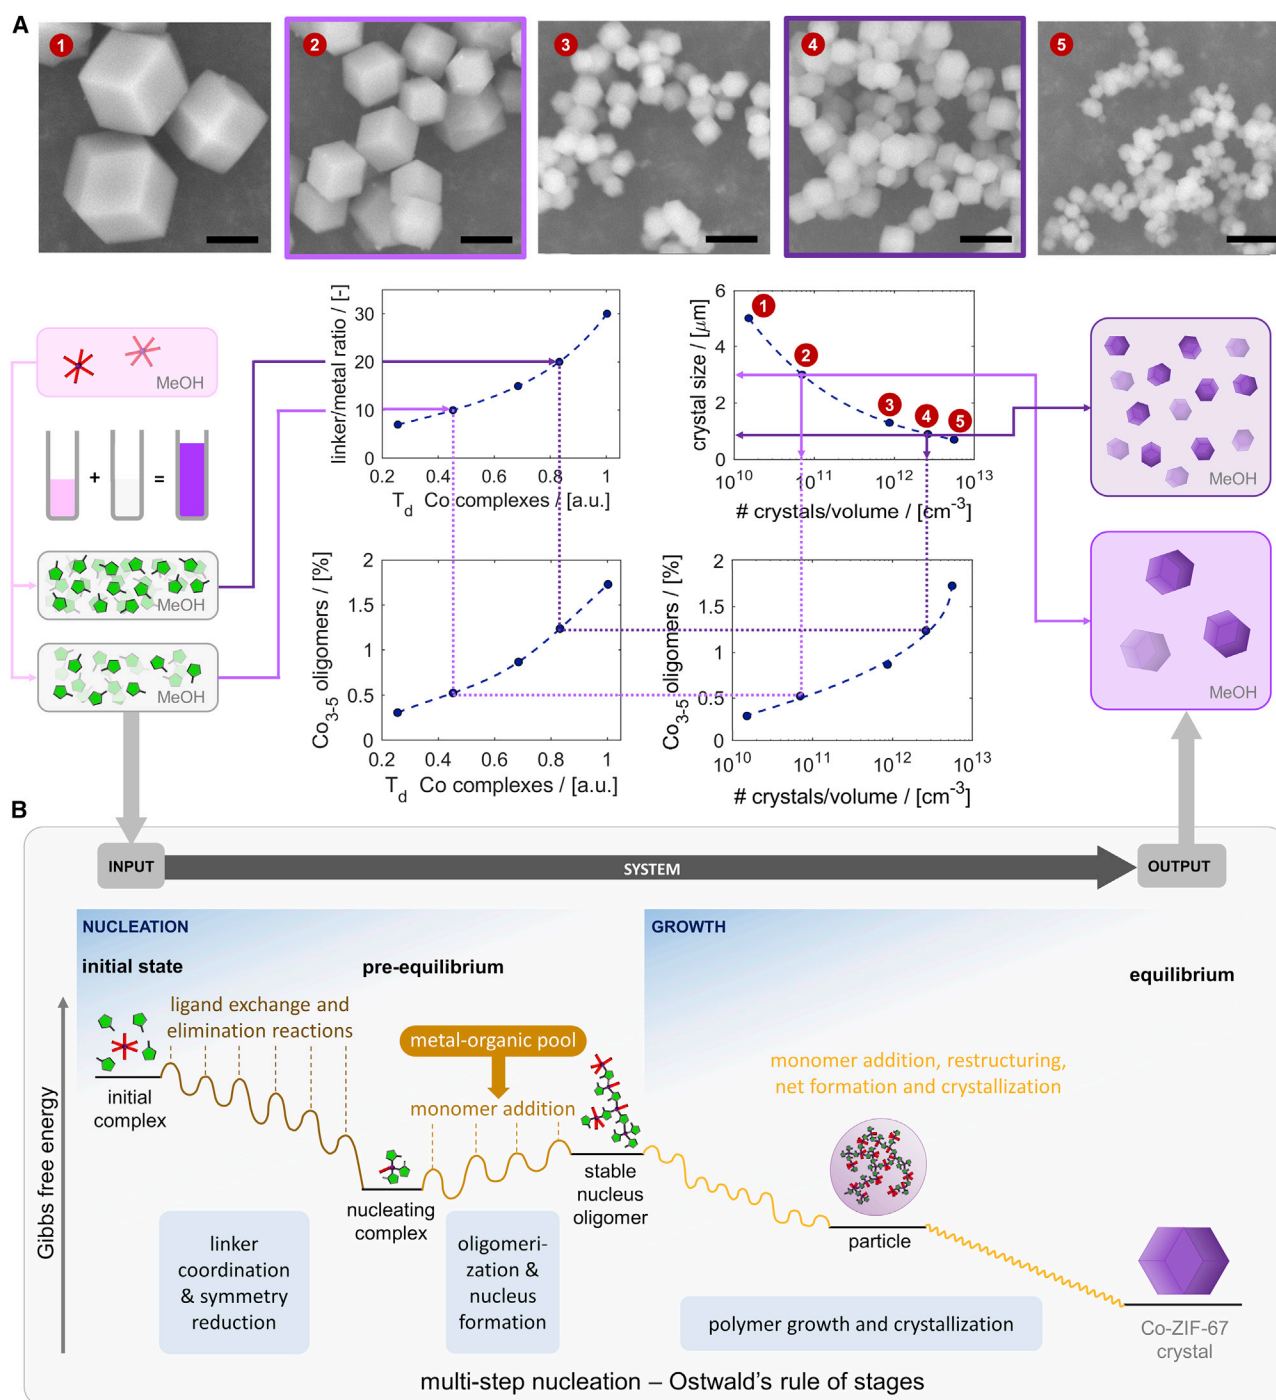 A
1
2
3
4
5
MeOH
+
=
MeOH
MeOH
linker/metal ratio / [-]
30
20
10
0
0.2 0.4 0.6 0.8 1
Td Co complexes / [a.u.]
crystal size / [μm]
6
4
2
0
1
2
3
4
5
10^10 10^11 10^12 10^13
# crystals/volume / [cm^-3]
MeOH
MeOH
Co3-5 oligomers / [%]
2
1.5
1
0.5
0
0.2 0.4 0.6 0.8 1
Td Co complexes / [a.u.]
Co3-5 oligomers / [%]
2
1.5
1
0.5
0
10^10 10^11 10^12 10^13
# crystals/volume / [cm^-3]
B
INPUT
SYSTEM
OUTPUT
NUCLEATION
GROWTH
initial state
pre-equilibrium
equilibrium
Gibbs free energy
ligand exchange and
elimination reactions
metal-organic pool
monomer addition
monomer addition, restructuring,
net formation and crystallization
initial
complex
nucleating
complex
stable
nucleus
oligomer
particle
Co-ZIF-67
crystal
linker
coordination
& symmetry
reduction
oligomeri-
zation &
nucleus
formation
polymer growth and crystallization
multi-step nucleation – Ostwald's rule of stages